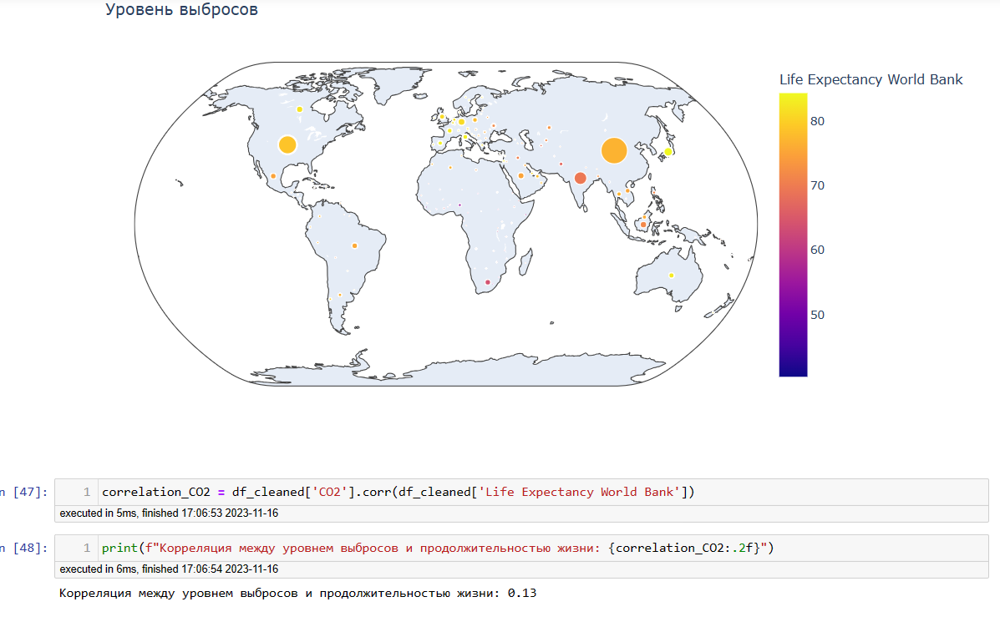 Уровень выбросов
Life Expectancy World Bank
80
70
60
50
n [47]:
1 correlation_CO2 = df_cleaned['CO2'].corr(df_cleaned['Life Expectancy World Bank'])
executed in 5ms, finished 17:06:53 2023-11-16
n [48]:
1 print(f"Корреляция между уровнем выбросов и продолжительностью жизни: {correlation_CO2:.2f}")
executed in 6ms, finished 17:06:54 2023-11-16
Корреляция между уровнем выбросов и продолжительностью жизни: 0.13